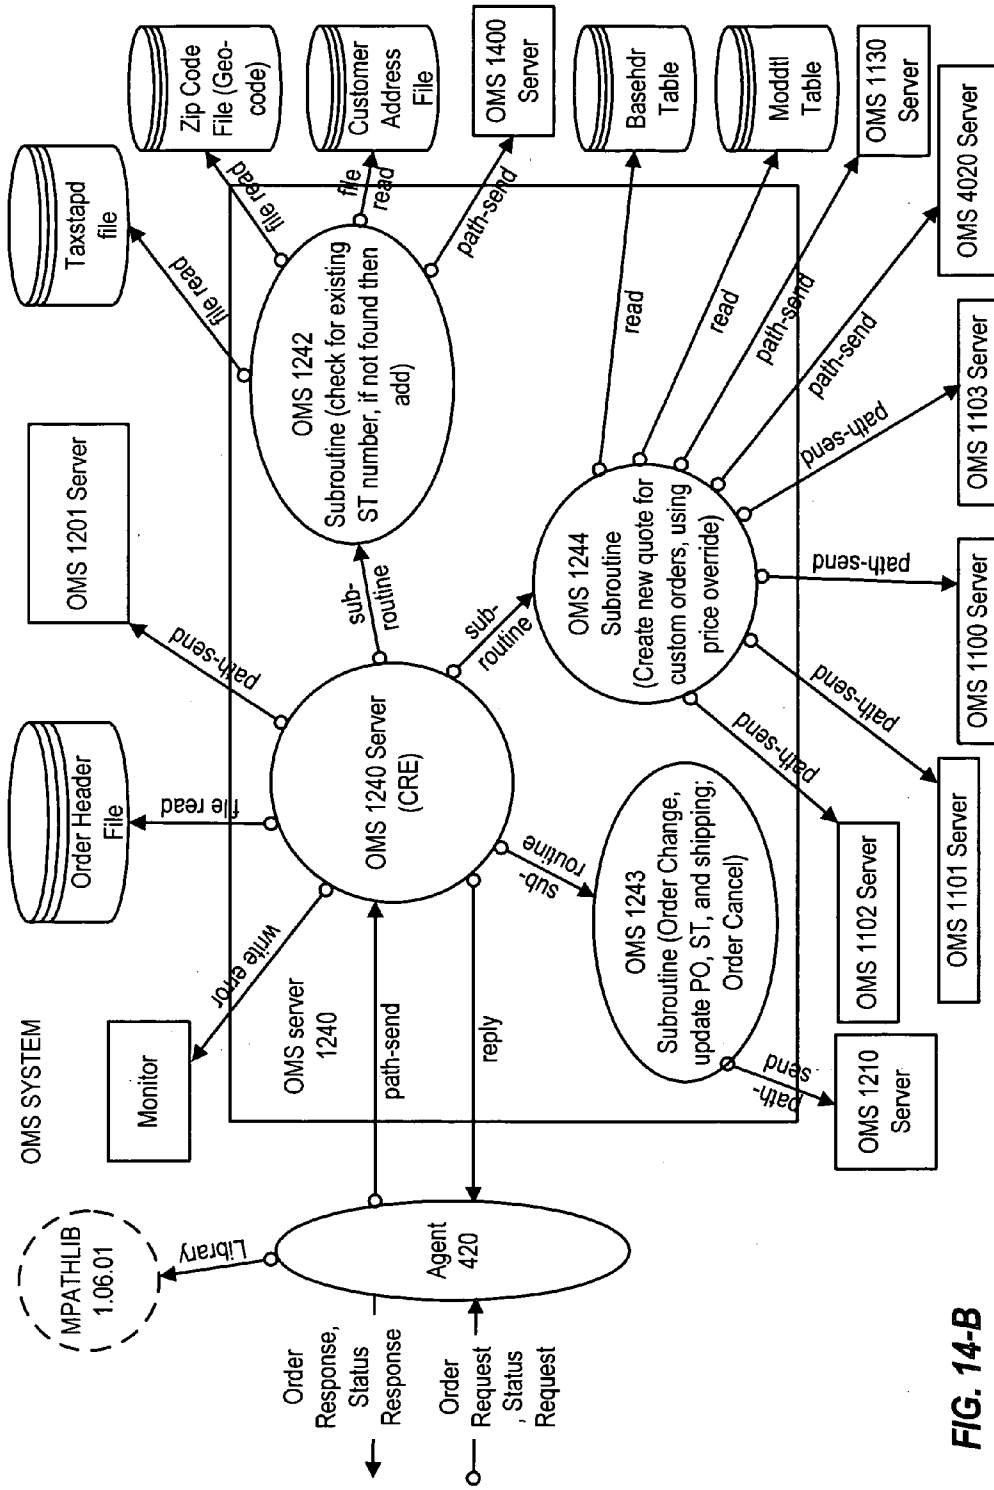 OMS SYSTEM
MPATHLIB
1.06.01
Library
Order
Response,
Status
Response
Order
Request
, Status
Request
Agent
420
path-send
reply
Monitor
write error
OMS server
1240
Order Header
File
file read
OMS 1201 Server
path-send
OMS 1240 Server
(CRE)
sub-
routine
sub-
routine
sub-
routine
Taxstapd
file
file read
Zip Code
File (Geo-
code)
file read
Customer
Address
File
file
read
OMS 1400
Server
path-send
OMS 1242
Subroutine (check for existing
ST number, if not found then
add)
OMS 1243
Subroutine (Order Change,
update PO, ST, and shipping;
Order Cancel)
path-
send
OMS 1210
Server
OMS 1244
Subroutine
(Create new quote for
custom orders, using
price override)
read
Basehdr
Table
read
Moddtl
Table
path-send
OMS 1130
Server
path-send
OMS 4020 Server
path-send
OMS 1103 Server
path-send
OMS 1100 Server
path-send
OMS 1101 Server
path-send
OMS 1102 Server
FIG. 14-B